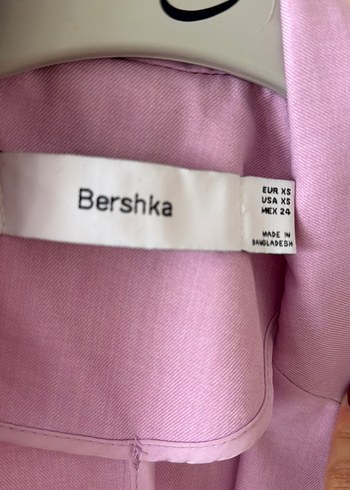 Bershka
EUR XS
USA XS
MEX 24
MADE IN
BANGLADESH